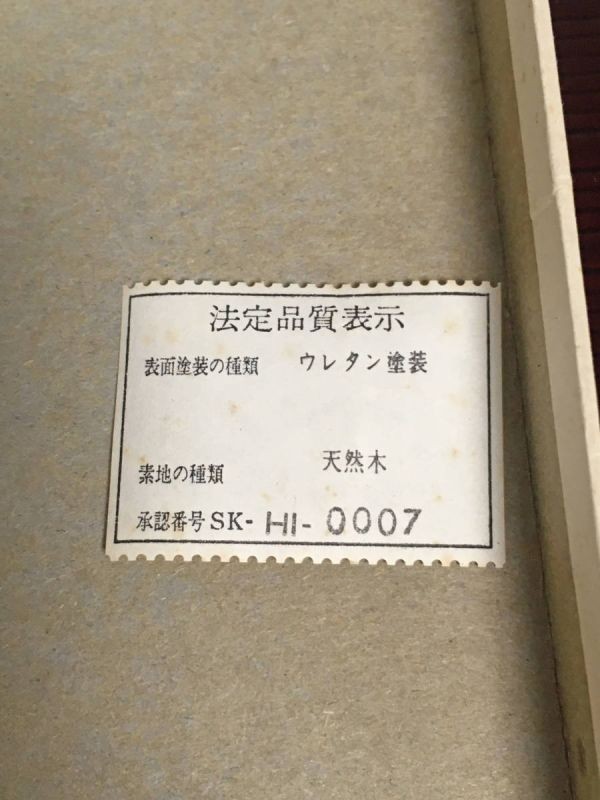 法定品質表示
表面塗装の種類 ウレタン塗装
素地の種類 天然木
承認番号 SK-HI-0007